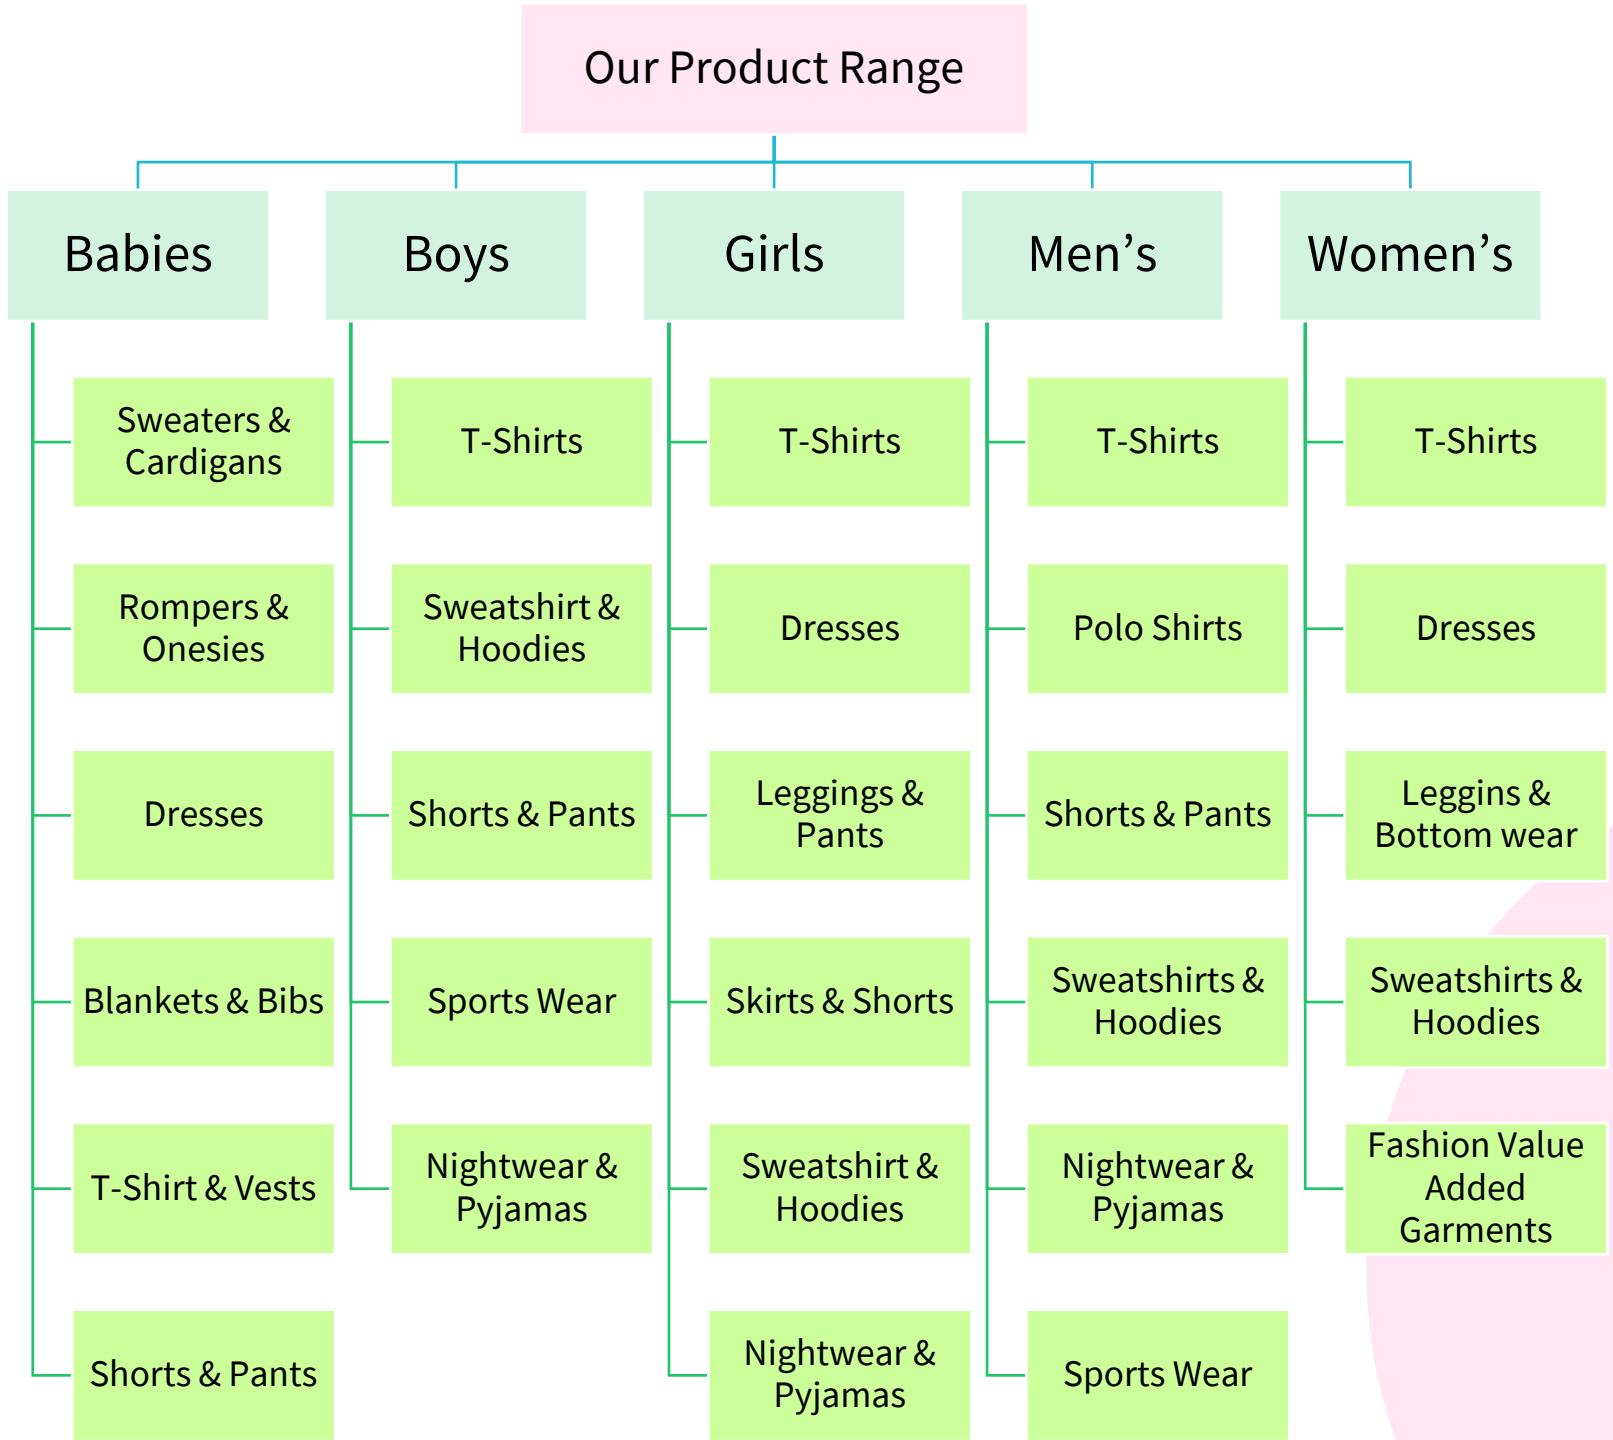 Our Product Range
Babies
Sweaters &
Cardigans
Rompers &
Onesies
Dresses
Blankets & Bibs
T-Shirt & Vests
Shorts & Pants
Boys
T-Shirts
Sweatshirt &
Hoodies
Shorts & Pants
Sports Wear
Nightwear &
Pyjamas
Girls
T-Shirts
Dresses
Leggings &
Pants
Skirts & Shorts
Sweatshirt &
Hoodies
Nightwear &
Pyjamas
Men’s
T-Shirts
Polo Shirts
Shorts & Pants
Sweatshirts &
Hoodies
Nightwear &
Pyjamas
Sports Wear
Women’s
T-Shirts
Dresses
Leggins &
Bottom wear
Sweatshirts &
Hoodies
Fashion Value
Added
Garments